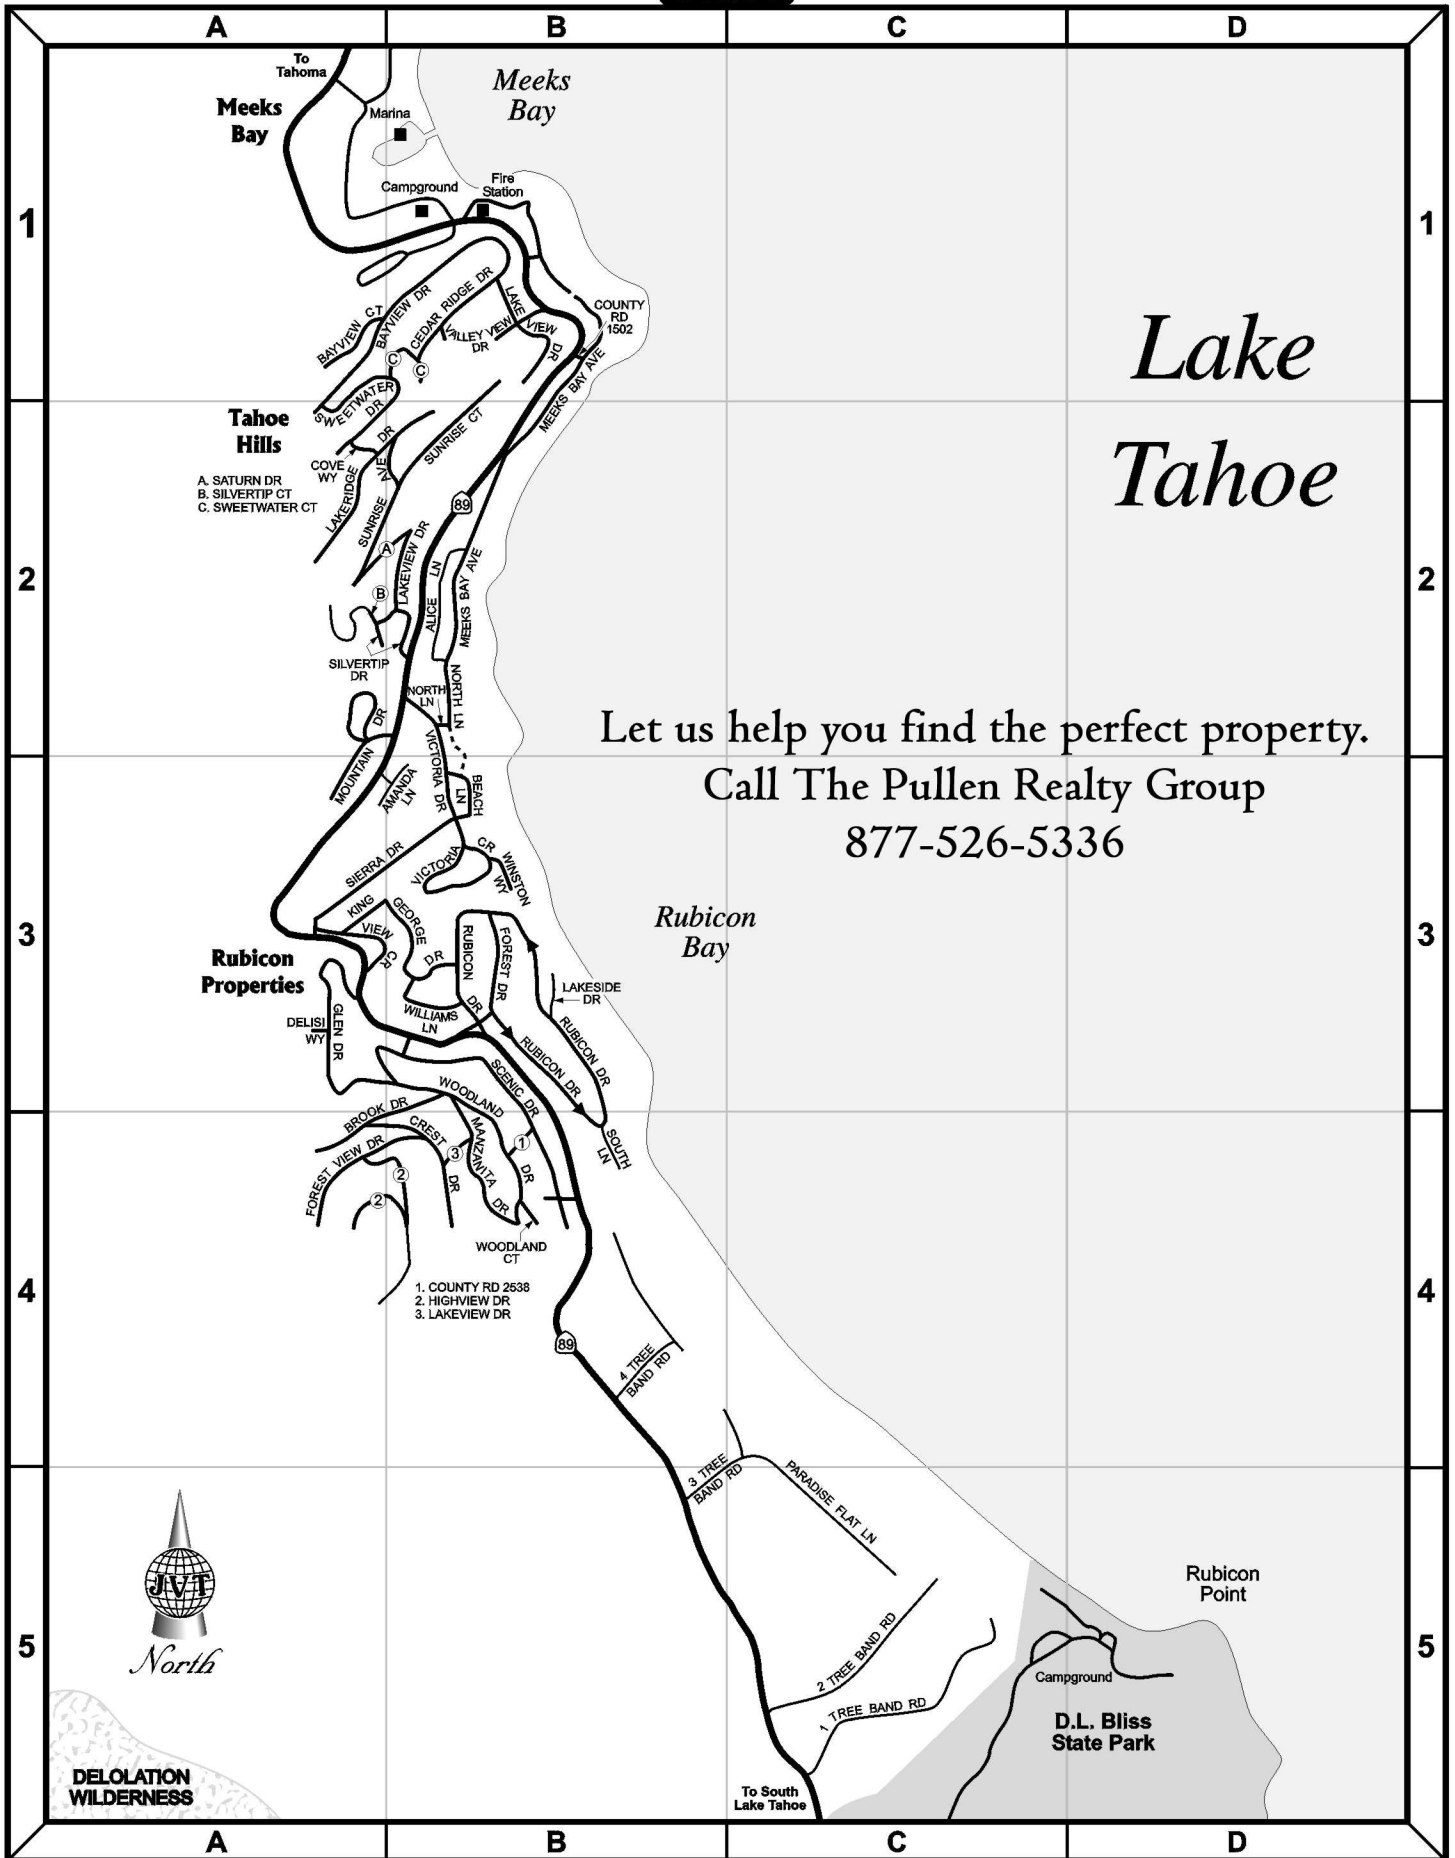 A B C D
To
Tahoma
Meeks
Bay
Meeks
Bay
Marina
Campground
Fire
Station
1 1
BAYVIEW CT
BAYVIEW DR
CEDAR RIDGE DR
LAKE
VIEW
DR
VALLEY VIEW
DR
COUNTY
RD
1502
C
C
MEEKS BAY AVE
Lake
Tahoe
SWEETWATER
DR
Tahoe
Hills
A. SATURN DR
B. SILVERTIP CT
C. SWEETWATER CT
COVE
WY
LAKERIDGE
DR
SUNRISE
AVE
SUNRISE CT
89
A
LAKEVIEW DR
2 2
B
ALICE LN
MEEKS BAY AVE
SILVERTIP
DR
NORTH
LN
NORTH LN
MOUNTAIN
DR
AMANDA
LN
VICTORIA DR
BEACH
LN
Let us help you find the perfect property.
Call The Pullen Realty Group
877-526-5336
SIERRA DR
VICTORIA
CR
WINSTON
WY
3 3
KING
GEORGE
DR
VIEW
CR
RUBICON
DR
FOREST DR
Rubicon
Bay
Rubicon
Properties
LAKESIDE
DR
DELISI
WY
GLEN DR
WILLIAMS
LN
RUBICON DR
RUBICON DR
SCENIC DR
WOODLAND
DR
BROOK DR
CREST
DR
MANZANITA
DR
1
3
SOUTH
LN
FOREST VIEW DR
2
2
WOODLAND
CT
4 4
1. COUNTY RD 2538
2. HIGHVIEW DR
3. LAKEVIEW DR
89
4 TREE
BAND RD
3 TREE
BAND RD
PARADISE FLAT LN
JVT
North
Rubicon
Point
5 5
2 TREE BAND RD
1 TREE BAND RD
Campground
D.L. Bliss
State Park
DELOLATION
WILDERNESS
To South
Lake Tahoe
A B C D